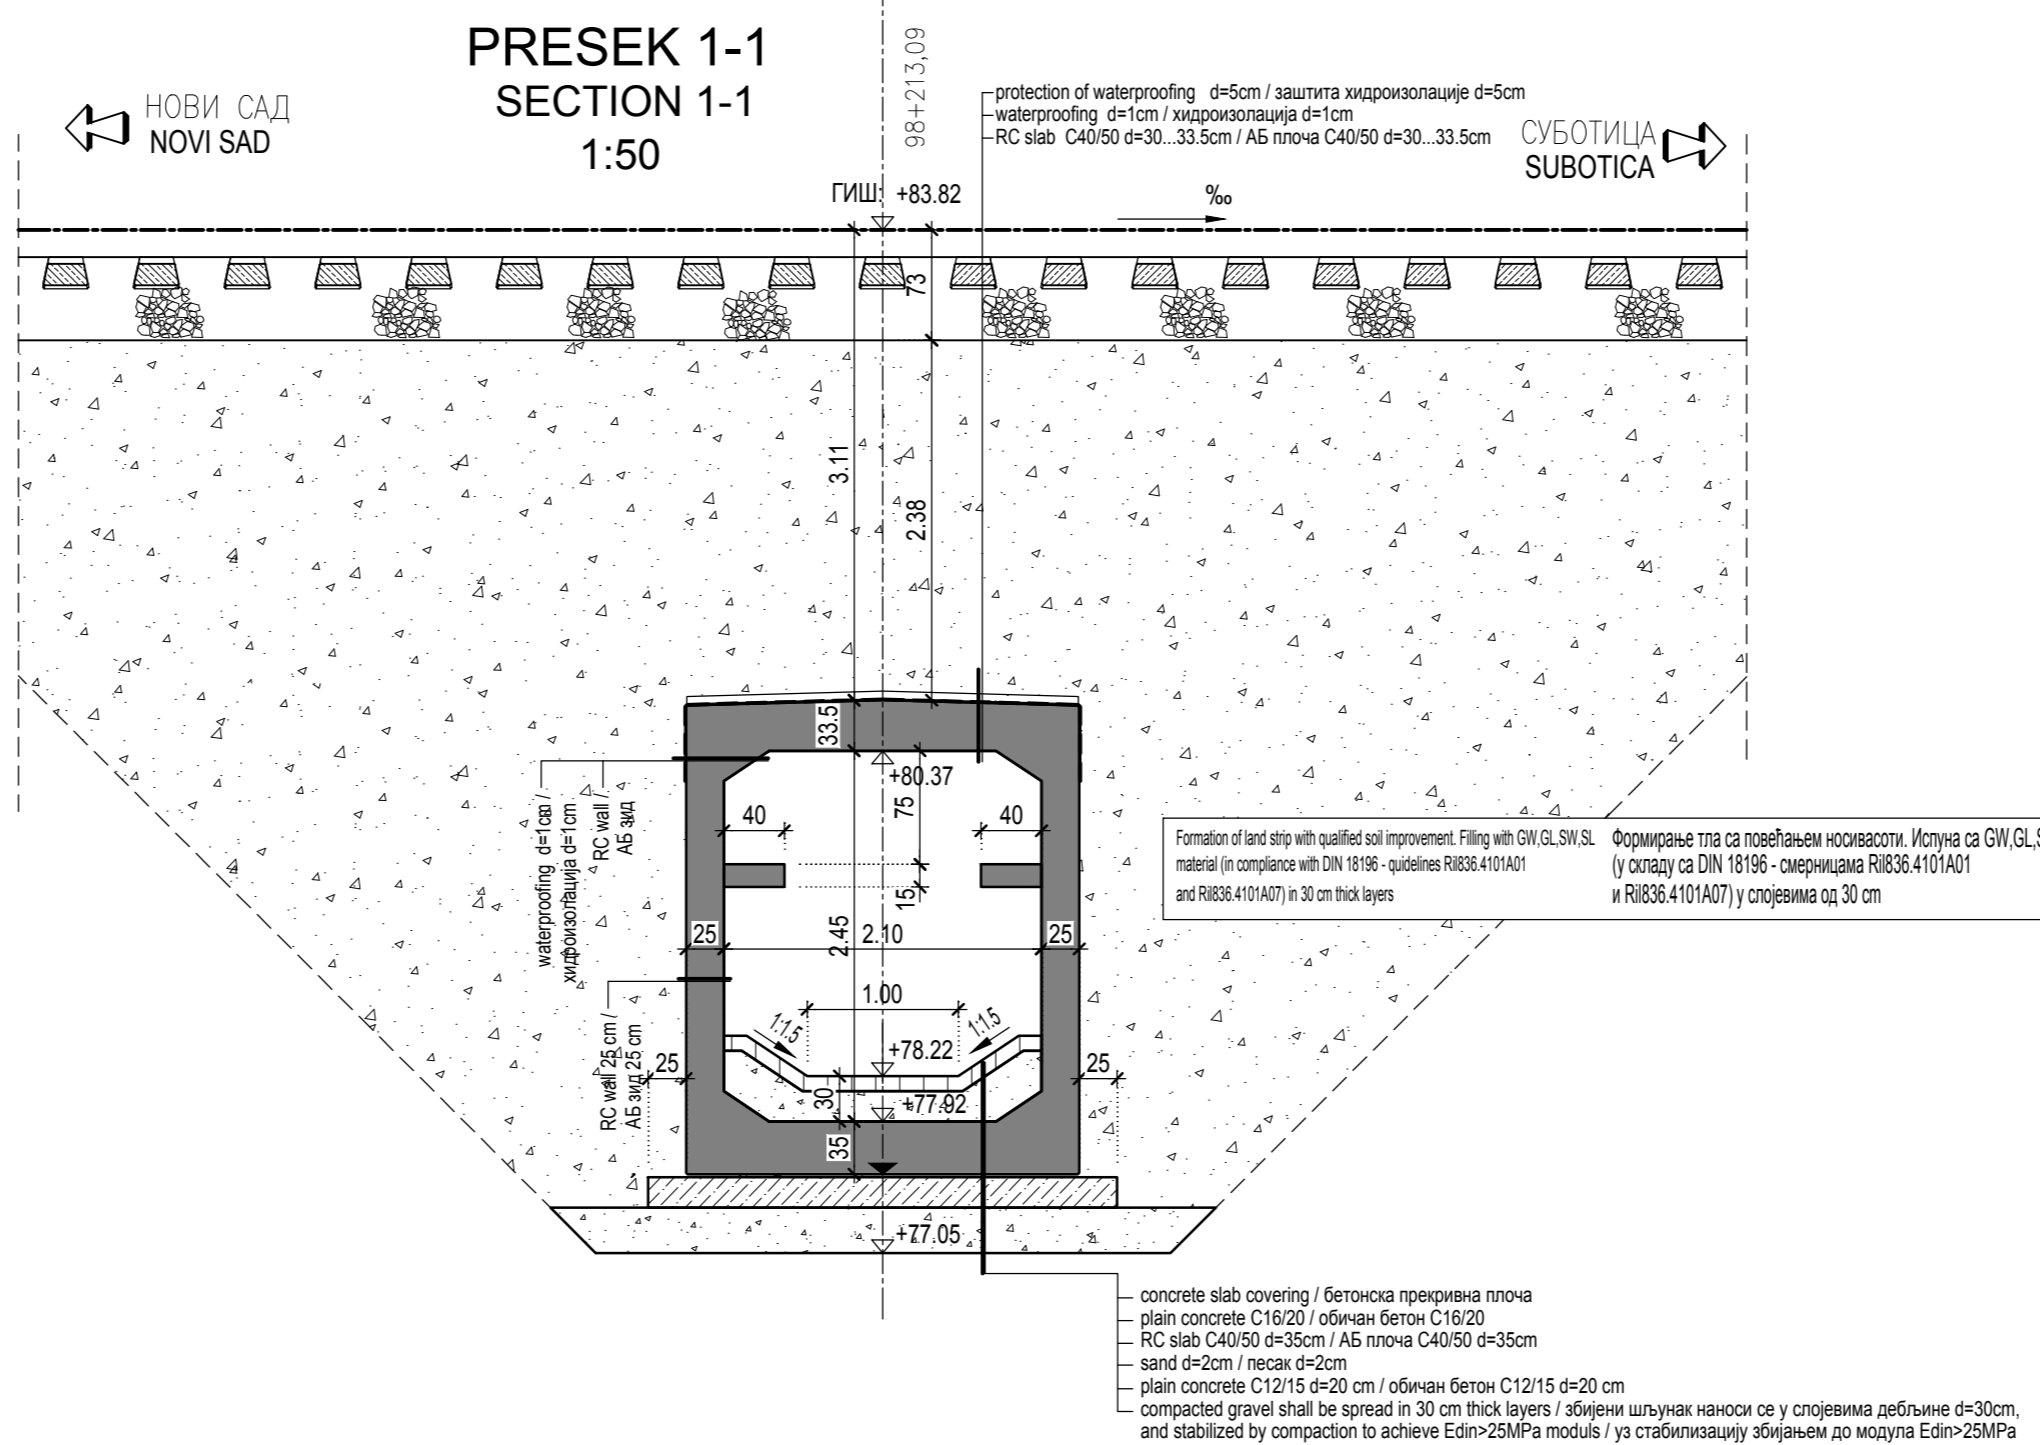 PRESEK 1-1
SECTION 1-1
1:50
НОВИ САД
NOVI SAD
98+213,09
protection of waterproofing d=5cm / заштита хидроизолације d=5cm
waterproofing d=1cm / хидроизолација d=1cm
RC slab C40/50 d=30...33.5cm / АБ плоча C40/50 d=30...33.5cm
СУБОТИЦА
SUBOTICA
ГИШ: +83.82
‰
73
3.11
2.38
33.5
+80.37
75
40
40
15
waterproofing d=1cm /
хидроизолација d=1cm
RC wall /
АБ зид
Formation of land strip with qualified soil improvement. Filling with GW,GL,SW,SL
material (in compliance with DIN 18196 - quidelines Ril836.4101A01
and Ril836.4101A07) in 30 cm thick layers
Формирање тла са повећањем носивасоти. Испуна са GW,GL,S
(у складу са DIN 18196 - смерницама Ril836.4101A01
и Ril836.4101A07) у слојевима од 30 cm
25
2.45
2.10
25
1.00
1:1.5
1:1.5
+78.22
25
25
RC wall 25 cm /
АБ зид 25 cm
30
+77.92
35
+77.05
concrete slab covering / бетонска прекривна плоча
plain concrete C16/20 / обичан бетон C16/20
RC slab C40/50 d=35cm / АБ плоча C40/50 d=35cm
sand d=2cm / песак d=2cm
plain concrete C12/15 d=20 cm / обичан бетон C12/15 d=20 cm
compacted gravel shall be spread in 30 cm thick layers / збијени шљунак наноси се у слојевима дебљине d=30cm,
and stabilized by compaction to achieve Edin>25MPa moduls / уз стабилизацију збијањем до модула Edin>25MPa